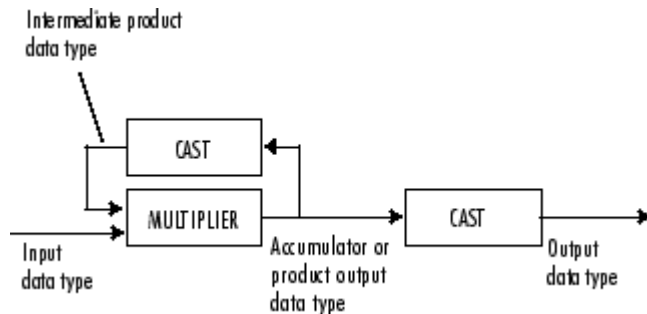 Intermediate product
data type
CAST
MULTIPLIER
CAST
Input
data type
Accumulator or
product output
data type
Output
data type